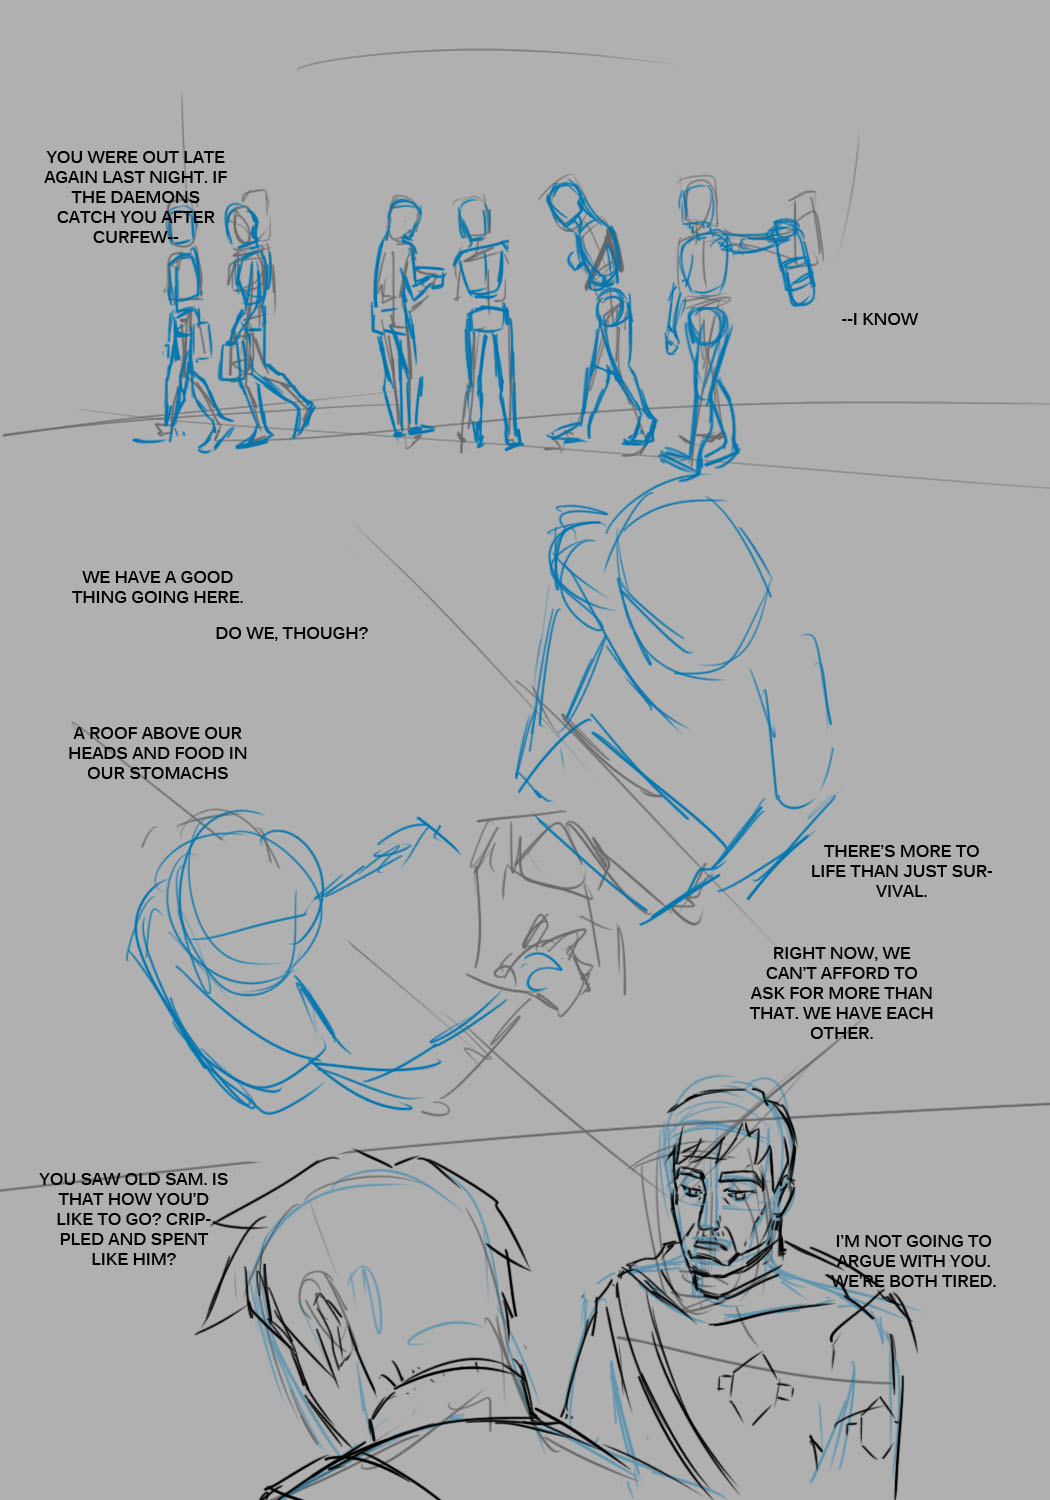 YOU WERE OUT LATE
AGAIN LAST NIGHT. IF
THE DAEMONS
CATCH YOU AFTER
CURFEW--
--I KNOW
WE HAVE A GOOD
THING GOING HERE.
DO WE, THOUGH?
A ROOF ABOVE OUR
HEADS AND FOOD IN
OUR STOMACHS
THERE'S MORE TO
LIFE THAN JUST SUR-
VIVAL.
RIGHT NOW, WE
CAN'T AFFORD TO
ASK FOR MORE THAN
THAT. WE HAVE EACH
OTHER.
YOU SAW OLD SAM. IS
THAT HOW YOU'D
LIKE TO GO? CRIP-
PLED AND SPENT
LIKE HIM?
I'M NOT GOING TO
ARGUE WITH YOU.
WE'RE BOTH TIRED.